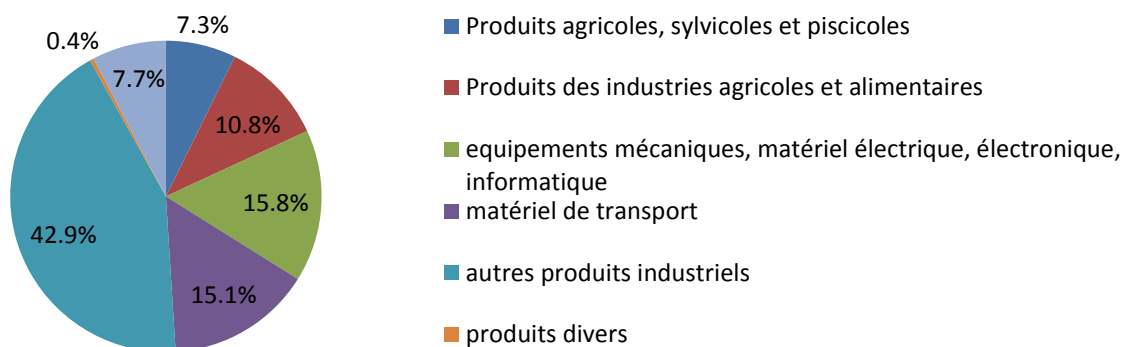 7.3%
0.4%
7.7%
10.8%
15.8%
42.9%
15.1%
Produits agricoles, sylvicoles et piscicoles
Produits des industries agricoles et alimentaires
equipements mécaniques, matériel électrique, électronique,
informatique
matériel de transport
autres produits industriels
produits divers